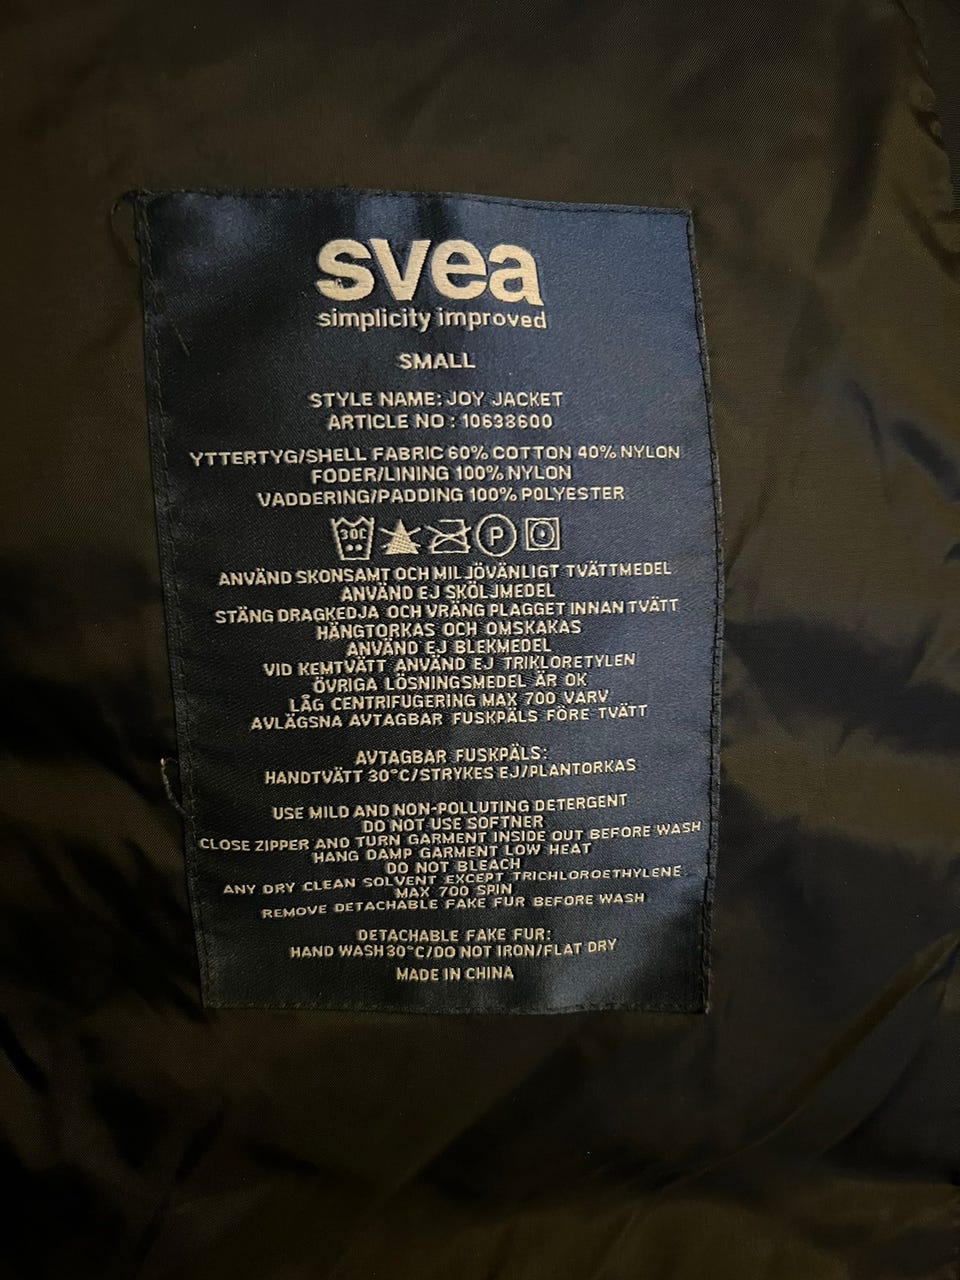 svea
simplicity improved
SMALL
STYLE NAME: JOY JACKET
ARTICLE NO : 10638600
YTTERTYG/SHELL FABRIC 60% COTTON 40% NYLON
FODER/LINING 100% NYLON
VADDERING/PADDING 100% POLYESTER
30C P
ANVÄND SKONSAMT OCH MILJÖVÄNLIGT TVÄTTMEDEL
ANVÄND EJ SKÖLJMEDEL
STÄNG DRAGKEDJA OCH VRÄNG PLAGGET INNAN TVÄTT
HÄNGTORKAS OCH OMSKAKAS
ANVÄND EJ BLEKMEDEL
VID KEMTVÄTT ANVÄND EJ TRIKLORETYLEN
ÖVRIGA LÖSNINGSMEDEL ÄR OK
LÅG CENTRIFUGERING MAX 700 VARV
AVLÄGSNA AVTAGBAR FUSKPÄLS FÖRE TVÄTT
AVTAGBAR FUSKPÄLS:
HANDTVÄTT 30°C/STRYKES EJ/PLANTORKAS
USE MILD AND NON-POLLUTING DETERGENT
DO NOT USE SOFTNER
CLOSE ZIPPER AND TURN GARMENT INSIDE OUT BEFORE WASH
HANG DAMP GARMENT LOW HEAT
DO NOT BLEACH
ANY DRY CLEAN SOLVENT EXCEPT TRICHLOROETHYLENE
MAX 700 SPIN
REMOVE DETACHABLE FAKE FUR BEFORE WASH
DETACHABLE FAKE FUR:
HAND WASH 30°C/DO NOT IRON/FLAT DRY
MADE IN CHINA